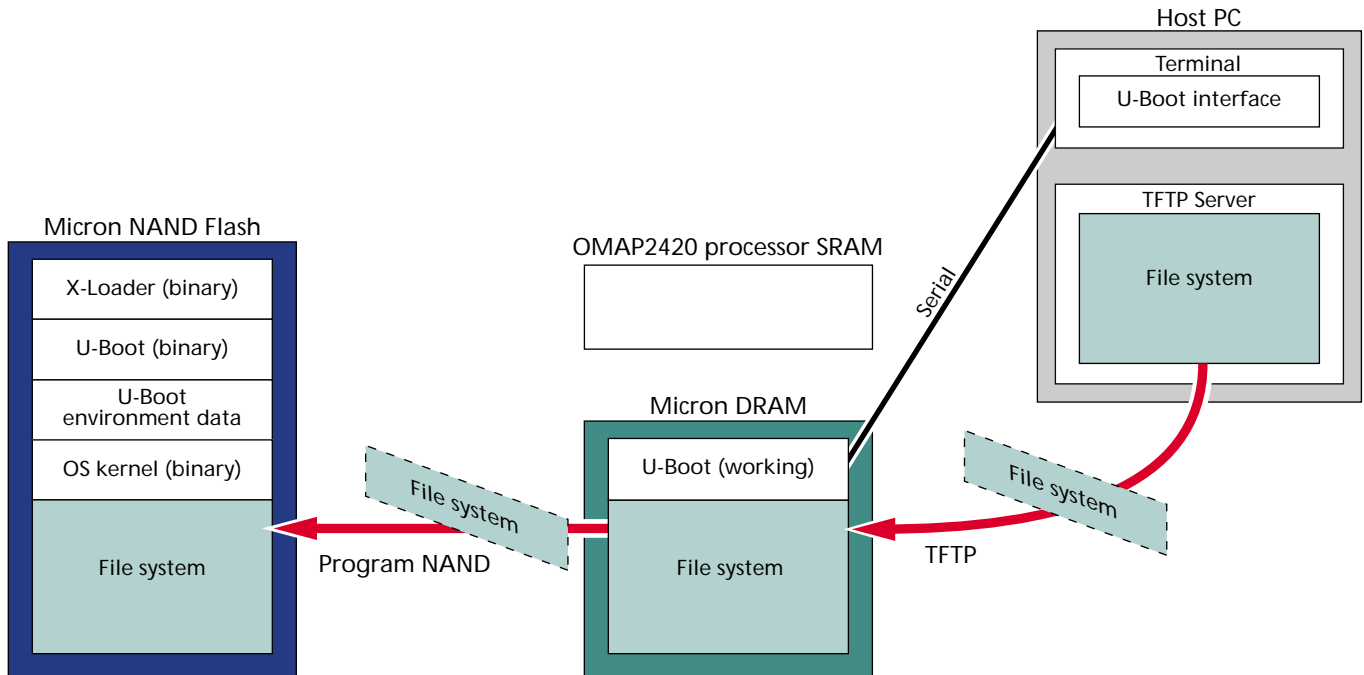 Host PC
Terminal
U-Boot interface
TFTP Server
File system
Micron NAND Flash
X-Loader (binary)
U-Boot (binary)
U-Boot
environment data
OS kernel (binary)
File system
OMAP2420 processor SRAM
Serial
Micron DRAM
U-Boot (working)
File system
File system
Program NAND
File system
TFTP